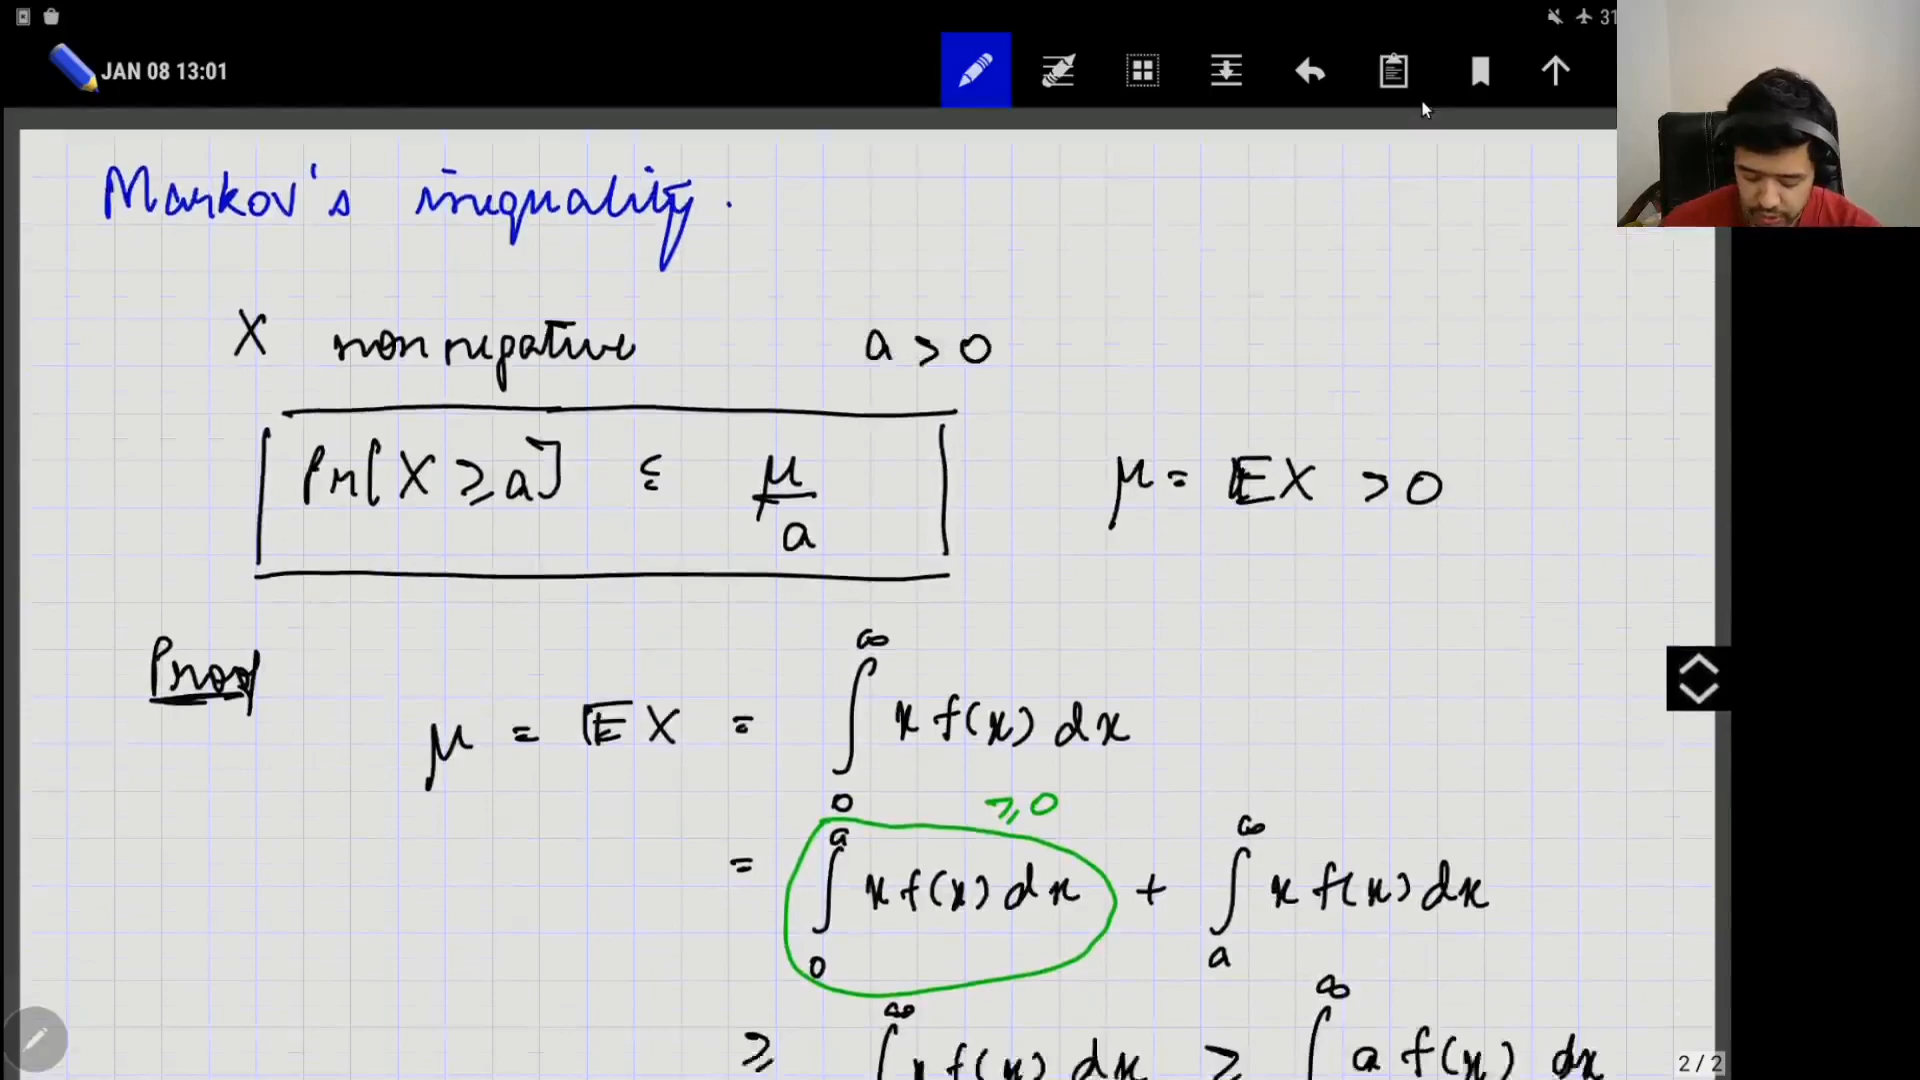 31
JAN 08 13:01
Markov's inequality.
X nonnegative a > 0
Pr[X ≥ a] ≤ μ/a μ = 𝔼X > 0
Proof
μ = 𝔼X = ∫₀^∞ x f(x) dx
≥ 0
= ∫₀^a x f(x) dx + ∫ₐ^∞ x f(x) dx
≥ ∫^∞ x f(x) dx ≥ ∫^∞ a f(x) dx
2/2